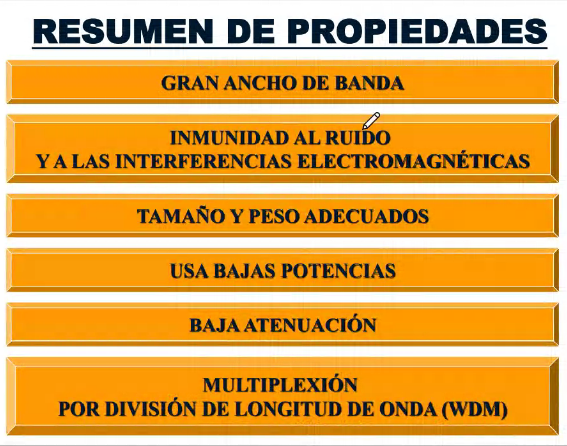 RESUMEN DE PROPIEDADES
GRAN ANCHO DE BANDA
INMUNIDAD AL RUIDO
Y A LAS INTERFERENCIAS ELECTROMAGNÉTICAS
TAMAÑO Y PESO ADECUADOS
USA BAJAS POTENCIAS
BAJA ATENUACIÓN
MULTIPLEXIÓN
POR DIVISIÓN DE LONGITUD DE ONDA (WDM)